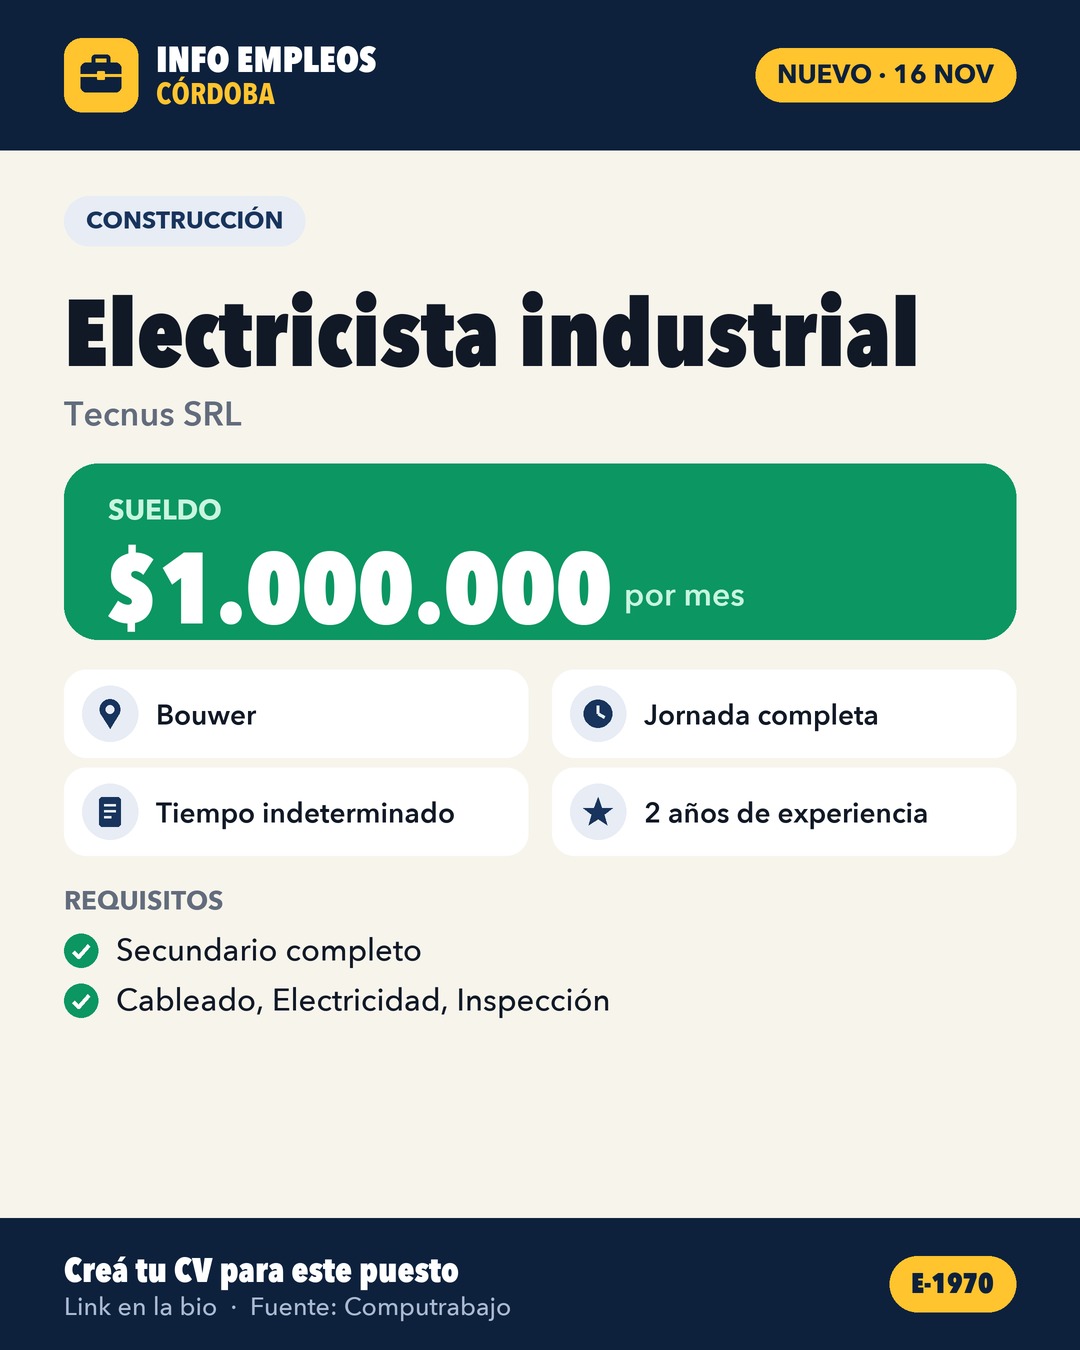 INFO EMPLEOS
CÓRDOBA
NUEVO · 16 NOV
CONSTRUCCIÓN
Electricista industrial
Tecnus SRL
SUELDO
$1.000.000 por mes
Bouwer
Jornada completa
Tiempo indeterminado
2 años de experiencia
REQUISITOS
Secundario completo
Cableado, Electricidad, Inspección
Creá tu CV para este puesto
Link en la bio · Fuente: Computrabajo
E-1970